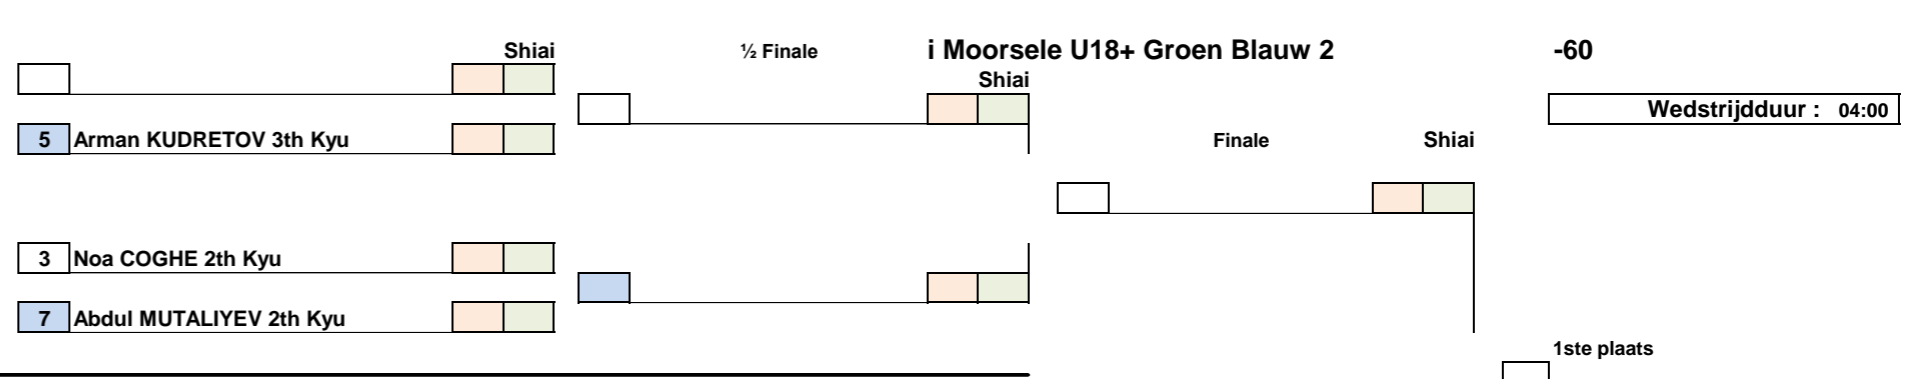 Shiai ½ Finale i Moorsele U18+ Groen Blauw 2 -60
Shiai
Wedstrijdduur : 04:00
5 Arman KUDRETOV 3th Kyu Finale Shiai
3 Noa COGHE 2th Kyu
7 Abdul MUTALIYEV 2th Kyu
1ste plaats